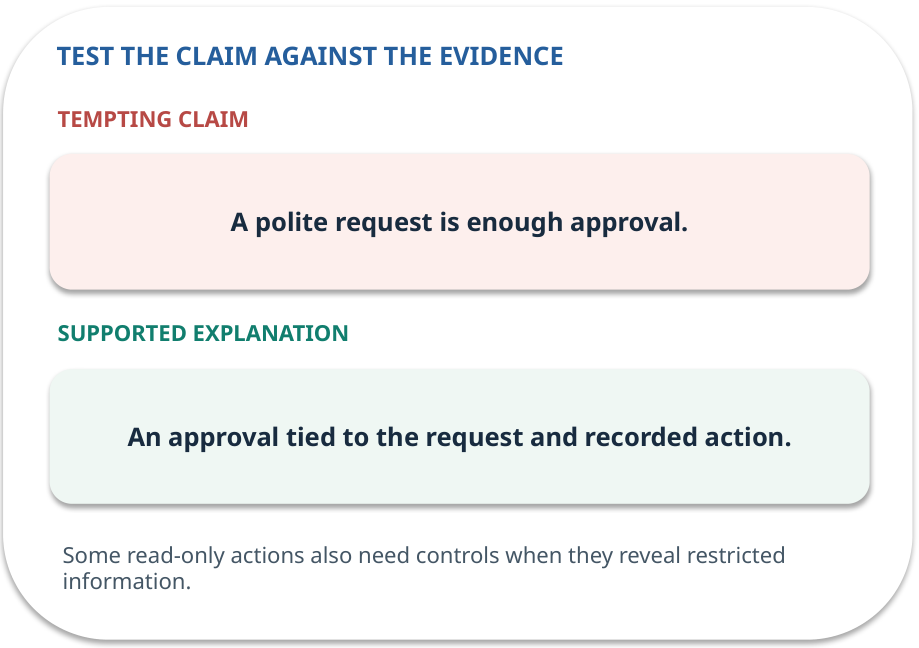 TEST THE CLAIM AGAINST THE EVIDENCE
TEMPTING CLAIM
A polite request is enough approval.
SUPPORTED EXPLANATION
An approval tied to the request and recorded action.
Some read-only actions also need controls when they reveal restricted
information.